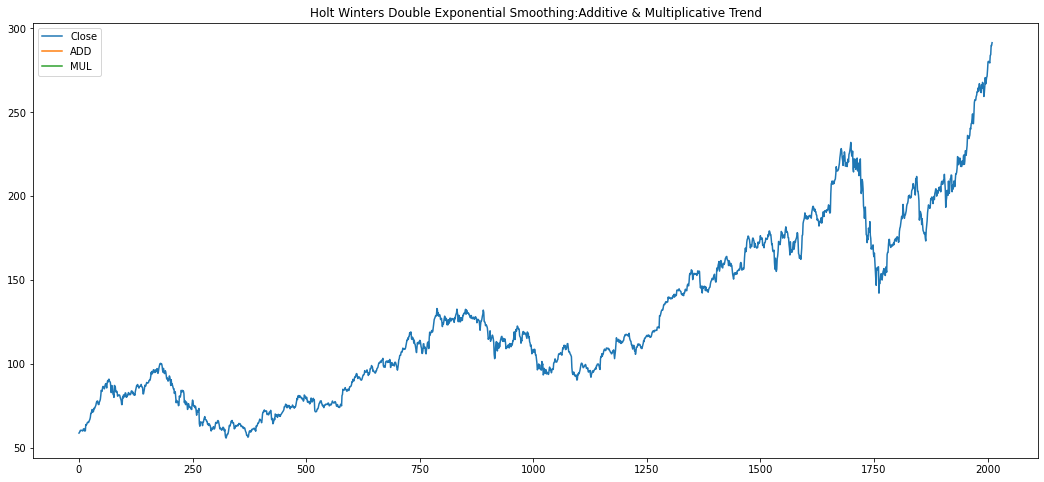 Holt Winters Double Exponential Smoothing:Additive & Multiplicative Trend
Close
ADD
MUL
300
250
200
150
100
50
0 250 500 750 1000 1250 1500 1750 2000